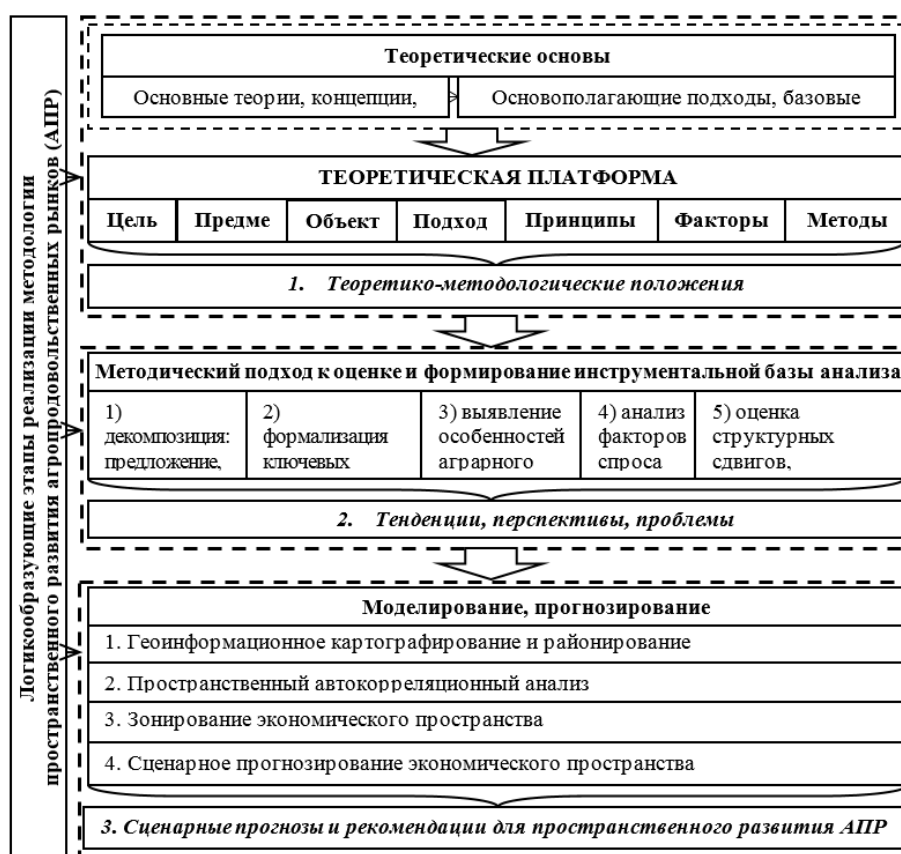 Логикообразующие этапы реализации методологии
пространственного развития агропродовольственных рынков (АПР)
Теоретические основы
Основные теории, концепции,
Основополагающие подходы, базовые
ТЕОРЕТИЧЕСКАЯ ПЛАТФОРМА
Цель
Предме
Объект
Подход
Принципы
Факторы
Методы
1. Теоретико-методологические положения
Методический подход к оценке и формирование инструментальной базы анализа
1)
декомпозиция:
предложение,
2)
формализация
ключевых
3) выявление
особенностей
аграрного
4) анализ
факторов
спроса
5) оценка
структурных
сдвигов,
2. Тенденции, перспективы, проблемы
Моделирование, прогнозирование
1. Геоинформационное картографирование и районирование
2. Пространственный автокорреляционный анализ
3. Зонирование экономического пространства
4. Сценарное прогнозирование экономического пространства
3. Сценарные прогнозы и рекомендации для пространственного развития АПР